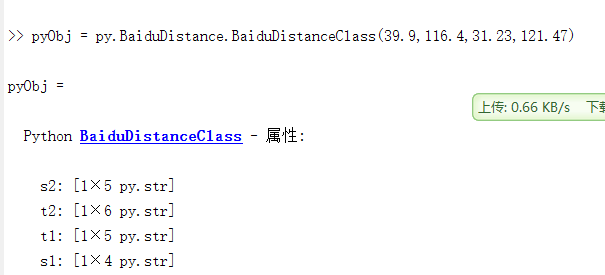 >> pyObj = py.BaiduDistance.BaiduDistanceClass(39.9,116.4,31.23,121.47)
pyObj =
上传: 0.66 KB/s 下载
Python BaiduDistanceClass - 属性:
s2: [1×5 py.str]
t2: [1×6 py.str]
t1: [1×5 py.str]
s1: [1×4 py.str]